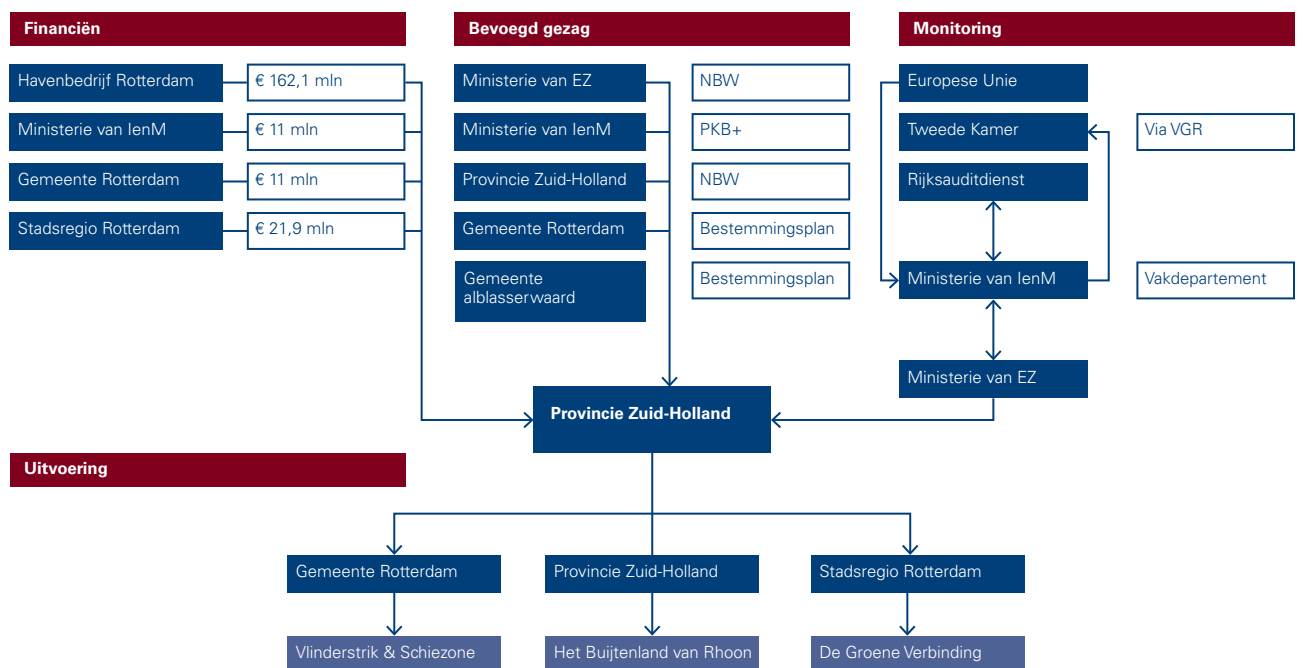 Financiën
Havenbedrijf Rotterdam
€ 162,1 mln
Ministerie van IenM
€ 11 mln
Gemeente Rotterdam
€ 11 mln
Stadsregio Rotterdam
€ 21,9 mln
Bevoegd gezag
Ministerie van EZ
NBW
Ministerie van IenM
PKB+
Provincie Zuid-Holland
NBW
Gemeente Rotterdam
Bestemmingsplan
Gemeente
alblasserwaard
Bestemmingsplan
Monitoring
Europese Unie
Tweede Kamer
Via VGR
Rijksauditdienst
Ministerie van IenM
Vakdepartement
Ministerie van EZ
Provincie Zuid-Holland
Uitvoering
Gemeente Rotterdam
Provincie Zuid-Holland
Stadsregio Rotterdam
Vlinderstrik & Schiezone
Het Buijtenland van Rhoon
De Groene Verbinding